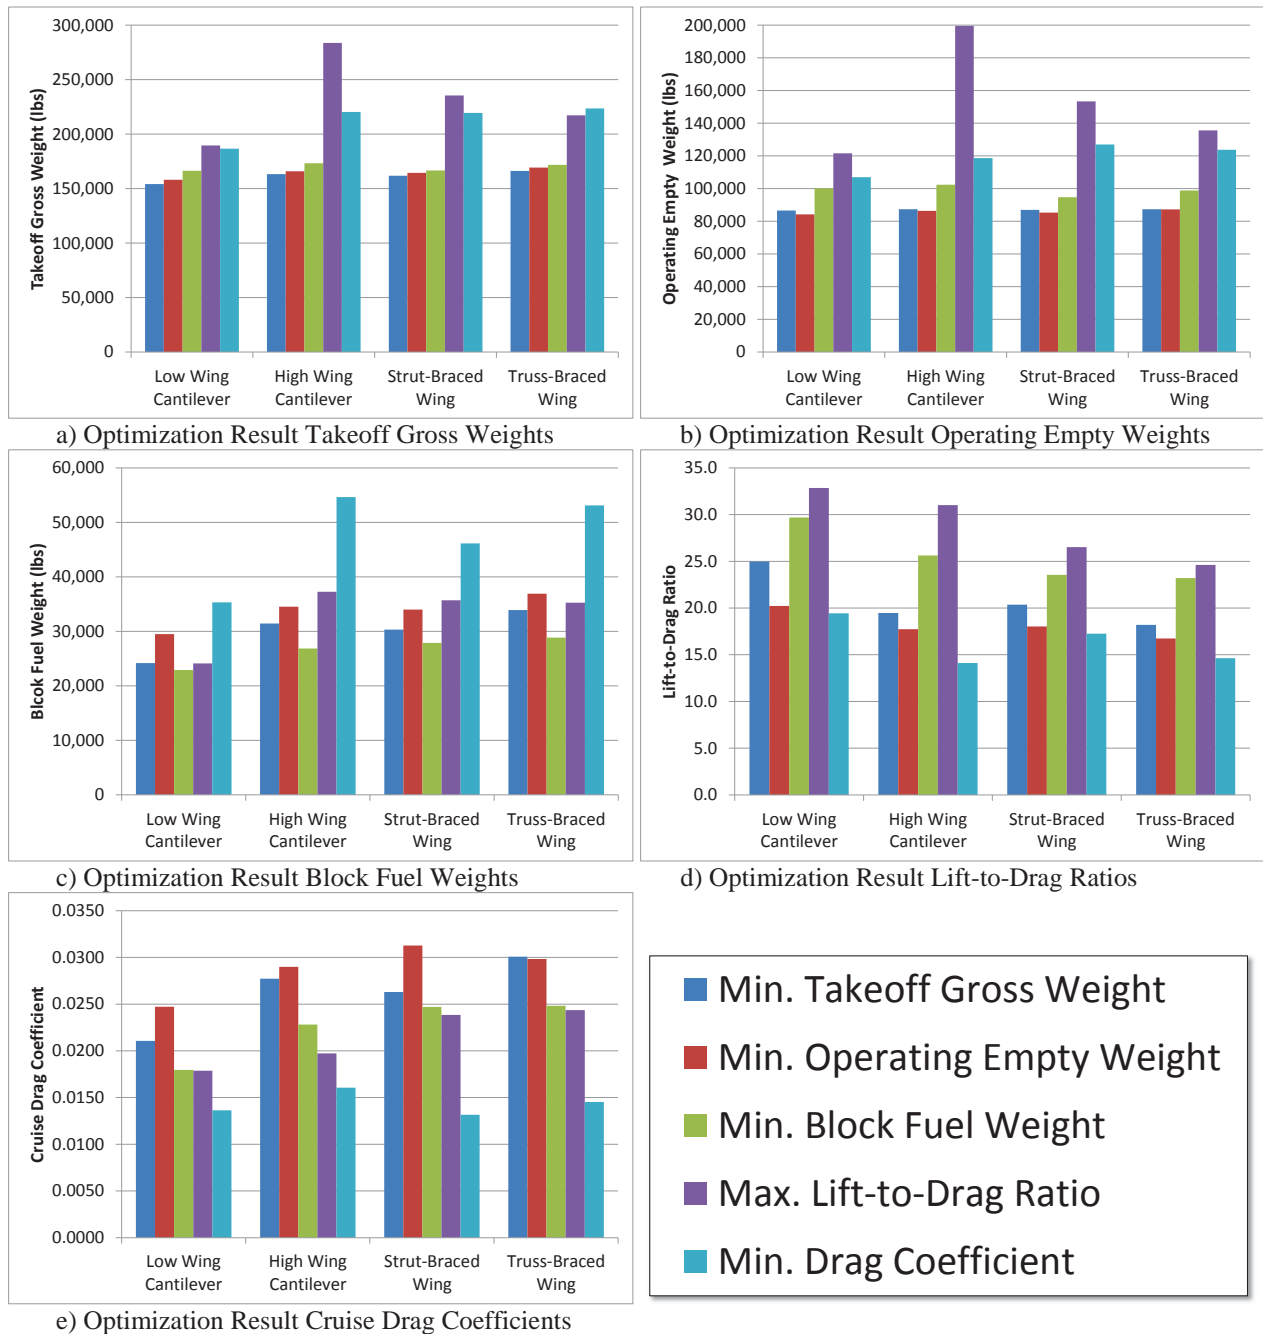 300,000
250,000
200,000
150,000
100,000
50,000
0
Takeoff Gross Weight (lbs)
Low Wing
Cantilever
High Wing
Cantilever
Strut-Braced
Wing
Truss-Braced
Wing
a) Optimization Result Takeoff Gross Weights
200,000
180,000
160,000
140,000
120,000
100,000
80,000
60,000
40,000
20,000
0
Operating Empty Weight (lbs)
Low Wing
Cantilever
High Wing
Cantilever
Strut-Braced
Wing
Truss-Braced
Wing
b) Optimization Result Operating Empty Weights
60,000
50,000
40,000
30,000
20,000
10,000
0
Blcok Fuel Weight (lbs)
Low Wing
Cantilever
High Wing
Cantilever
Strut-Braced
Wing
Truss-Braced
Wing
c) Optimization Result Block Fuel Weights
35.0
30.0
25.0
20.0
15.0
10.0
5.0
0.0
Lift-to-Drag Ratio
Low Wing
Cantilever
High Wing
Cantilever
Strut-Braced
Wing
Truss-Braced
Wing
d) Optimization Result Lift-to-Drag Ratios
0.0350
0.0300
0.0250
0.0200
0.0150
0.0100
0.0050
0.0000
Cruise Drag Coefficient
Low Wing
Cantilever
High Wing
Cantilever
Strut-Braced
Wing
Truss-Braced
Wing
e) Optimization Result Cruise Drag Coefficients
Min. Takeoff Gross Weight
Min. Operating Empty Weight
Min. Block Fuel Weight
Max. Lift-to-Drag Ratio
Min. Drag Coefficient